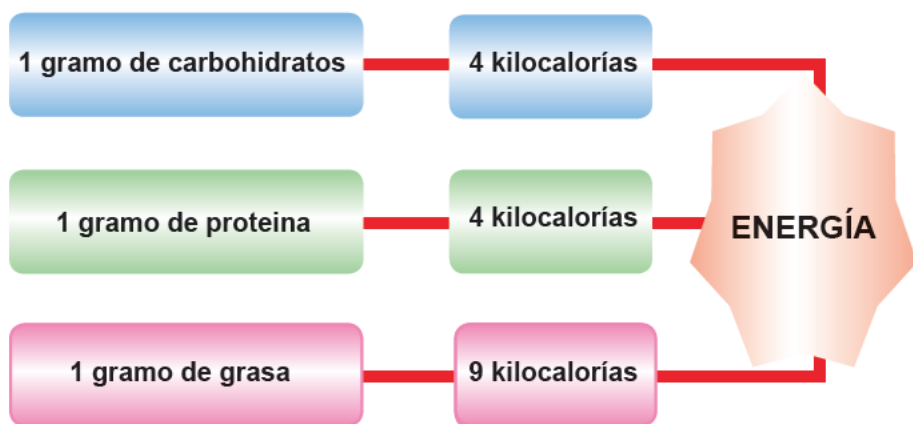 1 gramo de carbohidratos
4 kilocalorías
1 gramo de proteina
4 kilocalorías
ENERGÍA
1 gramo de grasa
9 kilocalorías